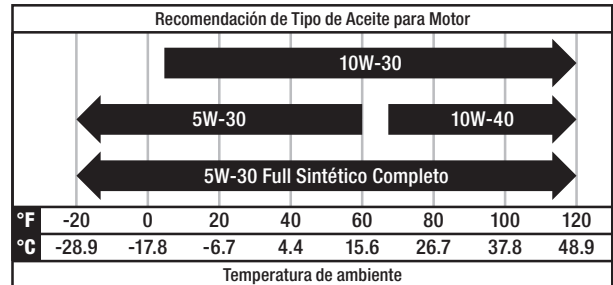 Recomendación de Tipo de Aceite para Motor
10W-30
5W-30 10W-40
5W-30 Full Sintético Completo
°F -20 0 20 40 60 80 100 120
°C -28.9 -17.8 -6.7 4.4 15.6 26.7 37.8 48.9
Temperatura de ambiente